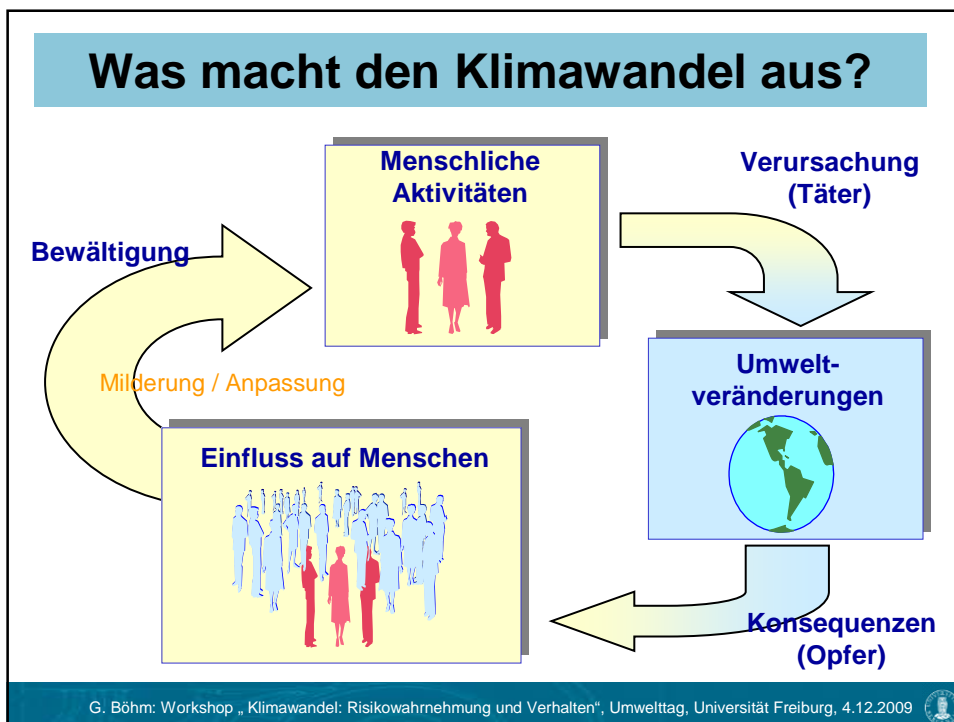 Was macht den Klimawandel aus?
Menschliche
Aktivitäten
Verursachung
(Täter)
Bewältigung
Milderung / Anpassung
Umwelt-
veränderungen
Einfluss auf Menschen
Konsequenzen
(Opfer)
G. Böhm: Workshop „ Klimawandel: Risikowahrnehmung und Verhalten“, Umwelttag, Universität Freiburg, 4.12.2009